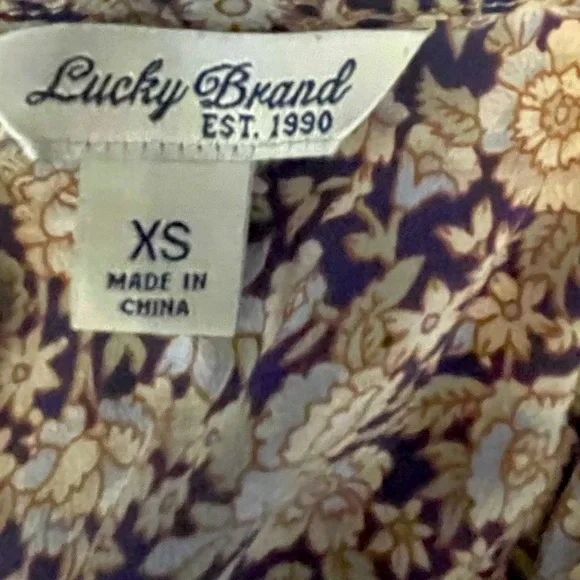 Lucky Brand
EST. 1990
XS
MADE IN
CHINA